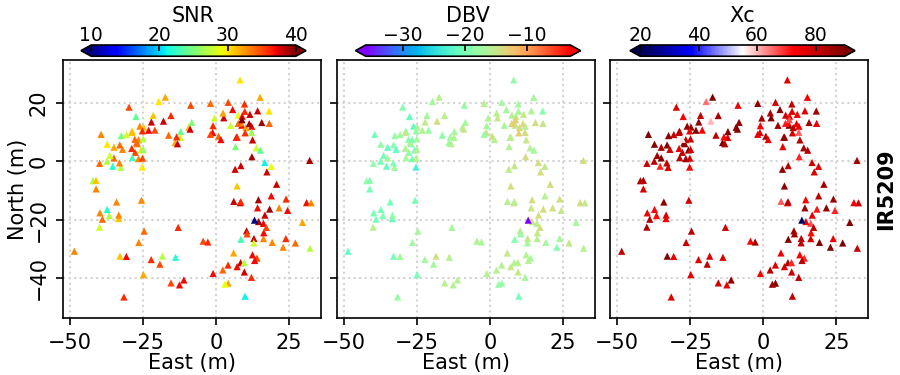 SNR DBV Xc
10 20 30 40 −30 −20 −10 20 40 60 80
North (m)
20
0
−20
−40
IR5209
−50 −25 0 25 −50 −25 0 25 −50 −25 0 25
East (m) East (m) East (m)